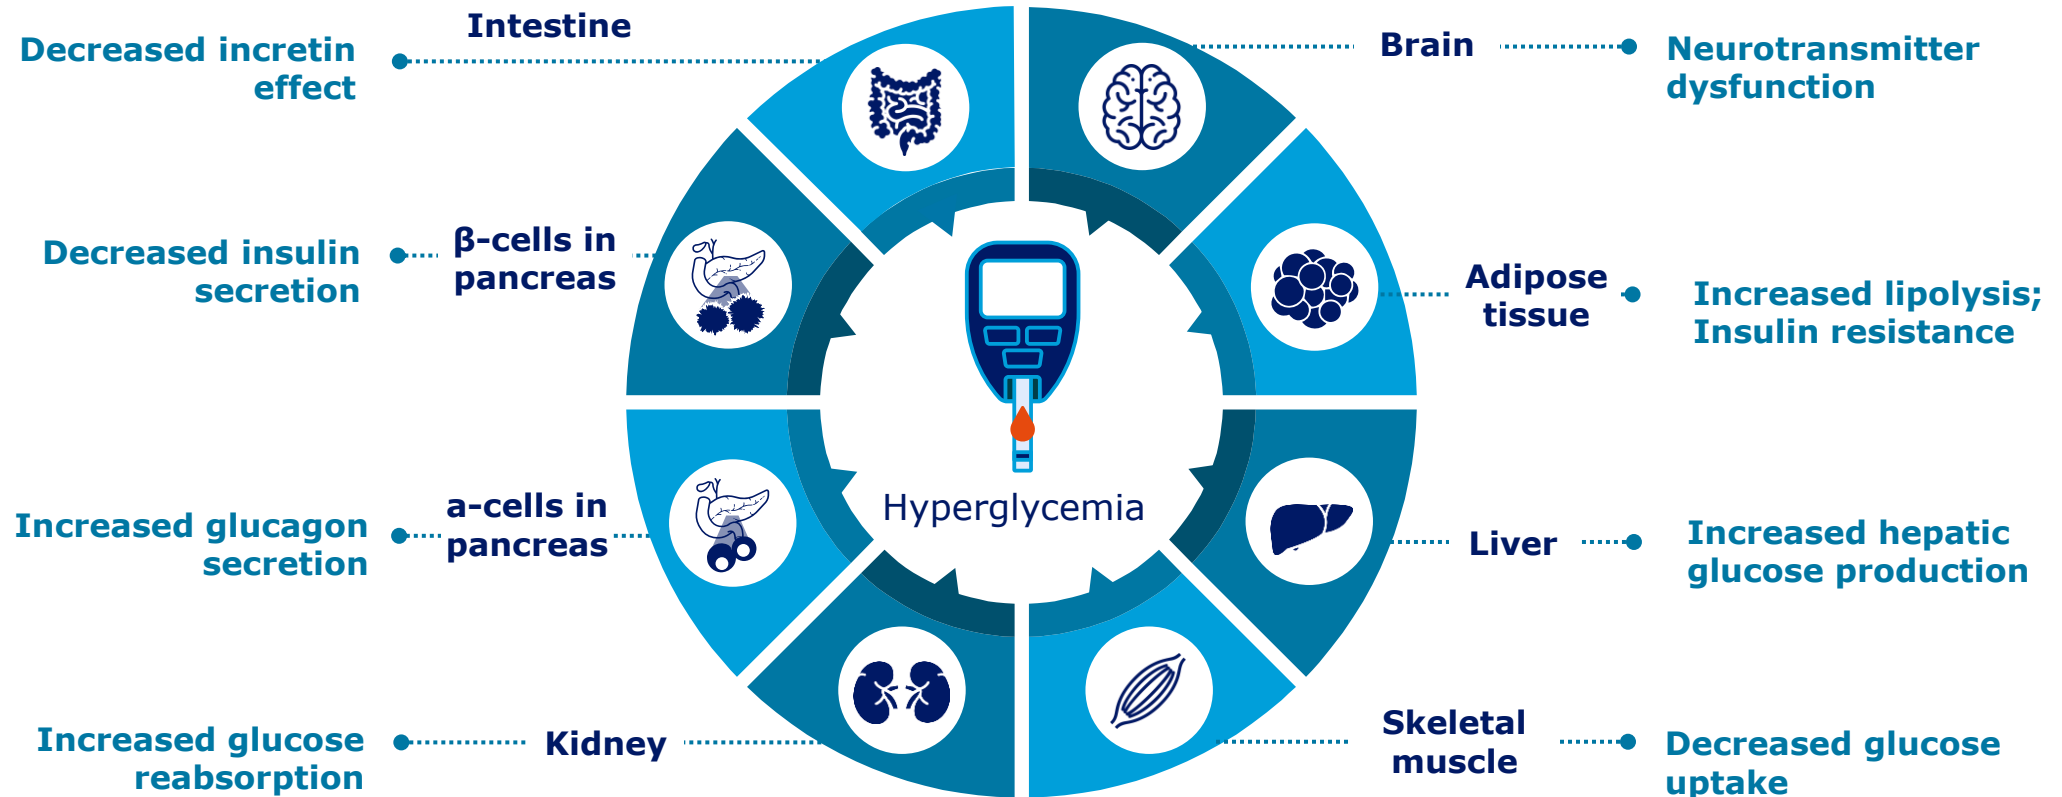 Intestine
Decreased incretin
effect
Brain
Neurotransmitter
dysfunction
β-cells in
pancreas
Decreased insulin
secretion
Adipose
tissue
Increased lipolysis;
Insulin resistance
Hyperglycemia
a-cells in
pancreas
Increased glucagon
secretion
Liver
Increased hepatic
glucose production
Kidney
Increased glucose
reabsorption
Skeletal
muscle
Decreased glucose
uptake